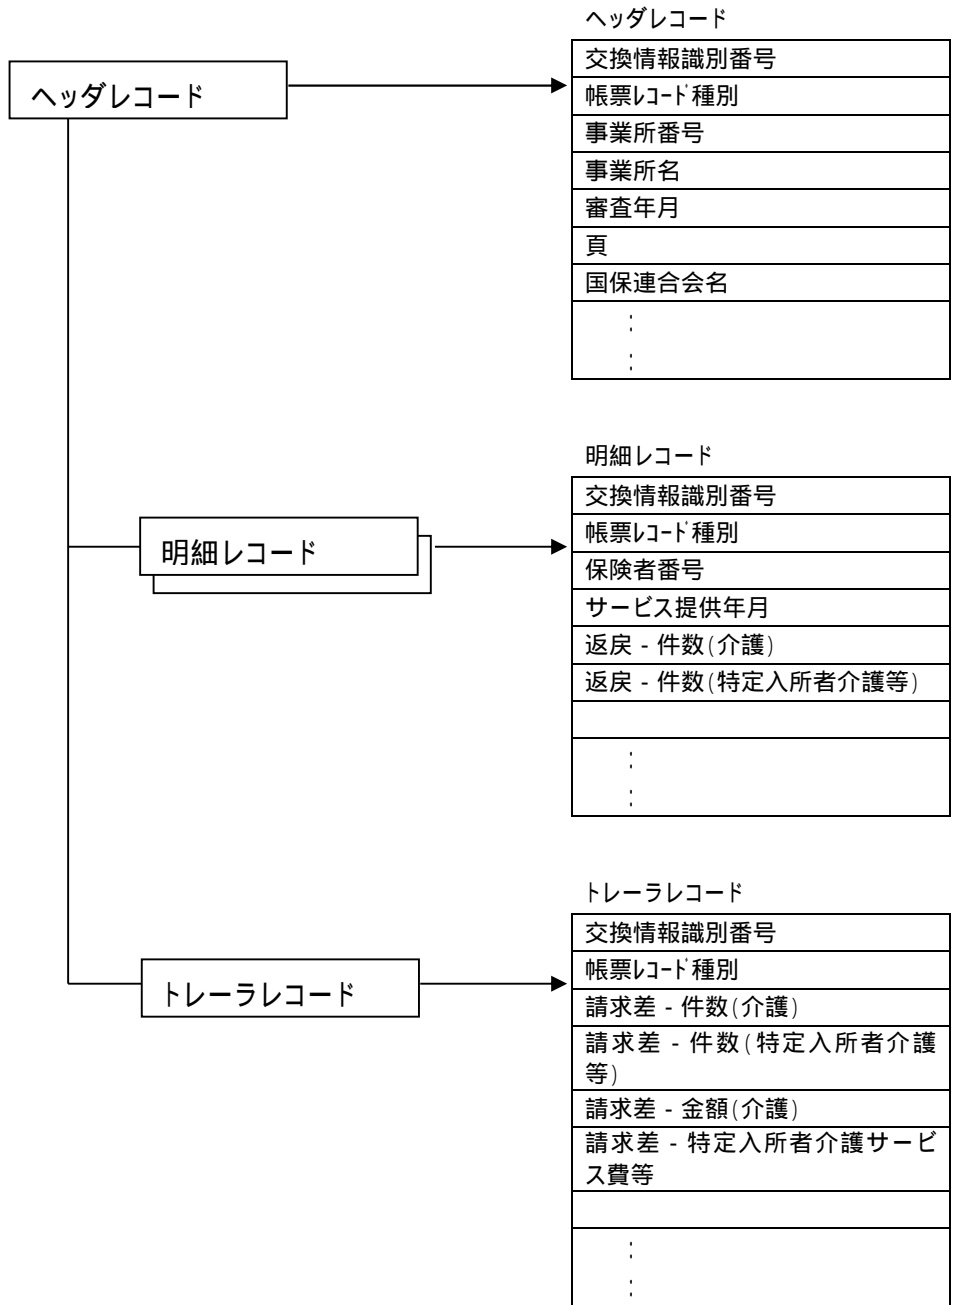 ヘッダレコード
ヘッダレコード
交換情報識別番号
帳票ﾚｺｰﾄﾞ種別
事業所番号
事業所名
審査年月
頁
国保連合会名
:
:
明細レコード
明細レコード
交換情報識別番号
帳票ﾚｺｰﾄﾞ種別
保険者番号
サービス提供年月
返戻 - 件数(介護)
返戻 - 件数(特定入所者介護等)
:
:
トレーラレコード
トレーラレコード
交換情報識別番号
帳票ﾚｺｰﾄﾞ種別
請求差 - 件数(介護)
請求差 - 件数(特定入所者介護
等)
請求差 - 金額(介護)
請求差 - 特定入所者介護サービ
ス費等
:
: